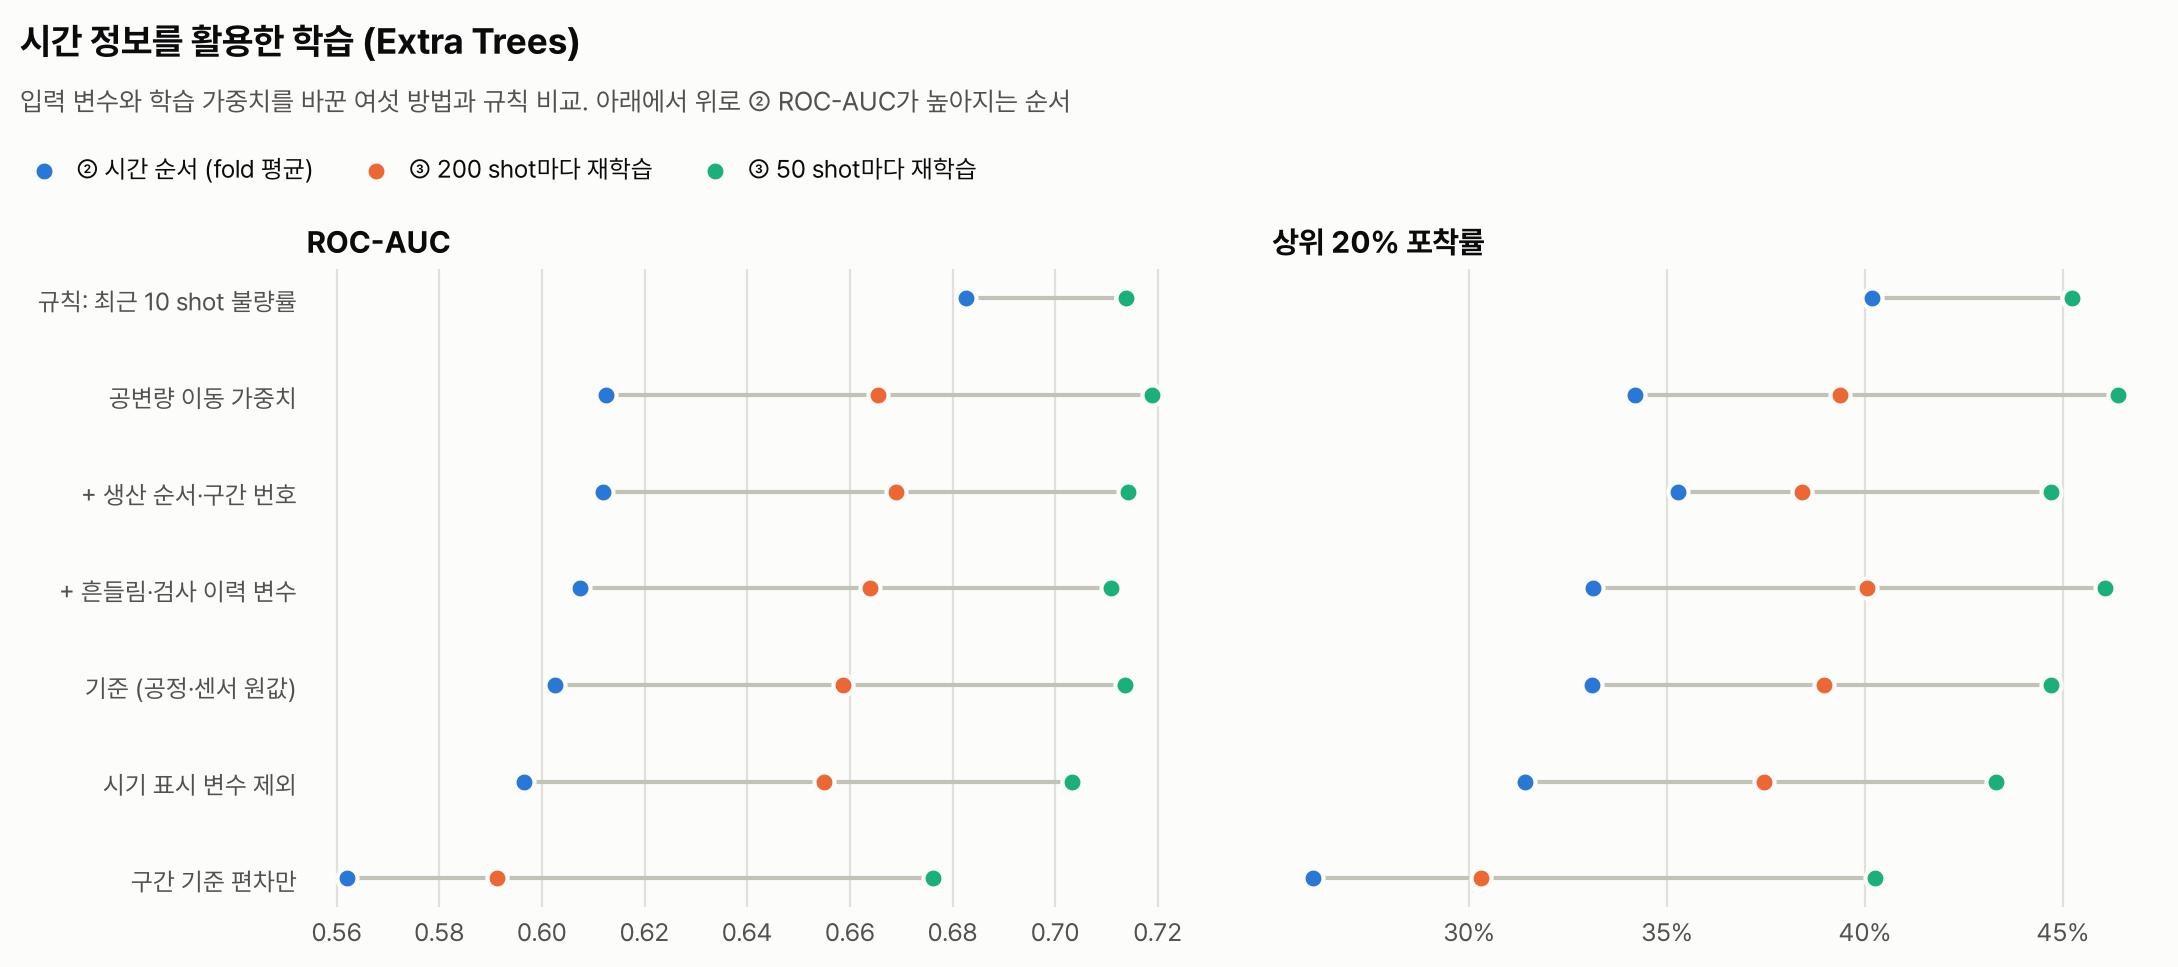 시간 정보를 활용한 학습 (Extra Trees)
입력 변수와 학습 가중치를 바꾼 여섯 방법과 규칙 비교. 아래에서 위로 ② ROC-AUC가 높아지는 순서
② 시간 순서 (fold 평균) ③ 200 shot마다 재학습 ③ 50 shot마다 재학습
ROC-AUC 상위 20% 포착률
규칙: 최근 10 shot 불량률
공변량 이동 가중치
+ 생산 순서·구간 번호
+ 흔들림·검사 이력 변수
기준 (공정·센서 원값)
시기 표시 변수 제외
구간 기준 편차만
0.56 0.58 0.60 0.62 0.64 0.66 0.68 0.70 0.72 30% 35% 40% 45%